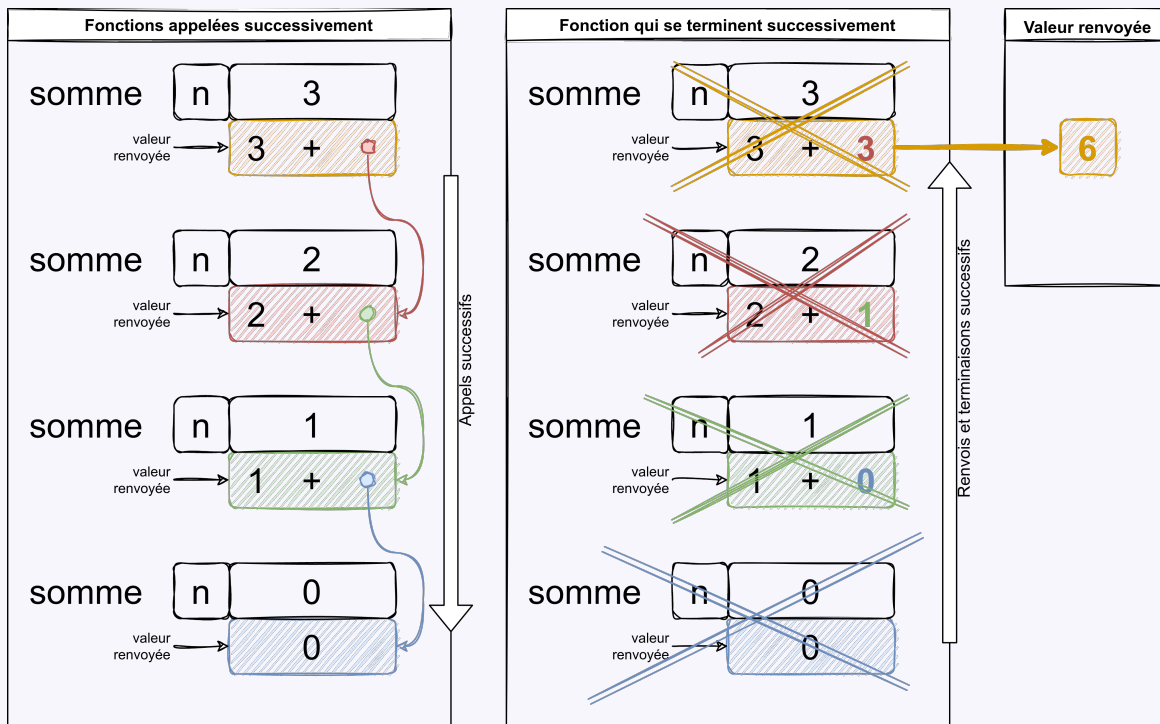 Fonctions appelées successivement
somme n 3
valeur
renvoyée
3 +
somme n 2
valeur
renvoyée
2 +
somme n 1
valeur
renvoyée
1 +
somme n 0
valeur
renvoyée
0
Appels successifs
Fonction qui se terminent successivement
somme n 3
valeur
renvoyée
3 + 3
somme n 2
valeur
renvoyée
2 + 1
somme n 1
valeur
renvoyée
1 + 0
somme n 0
valeur
renvoyée
0
Renvois et terminaisons successifs
Valeur renvoyée
6